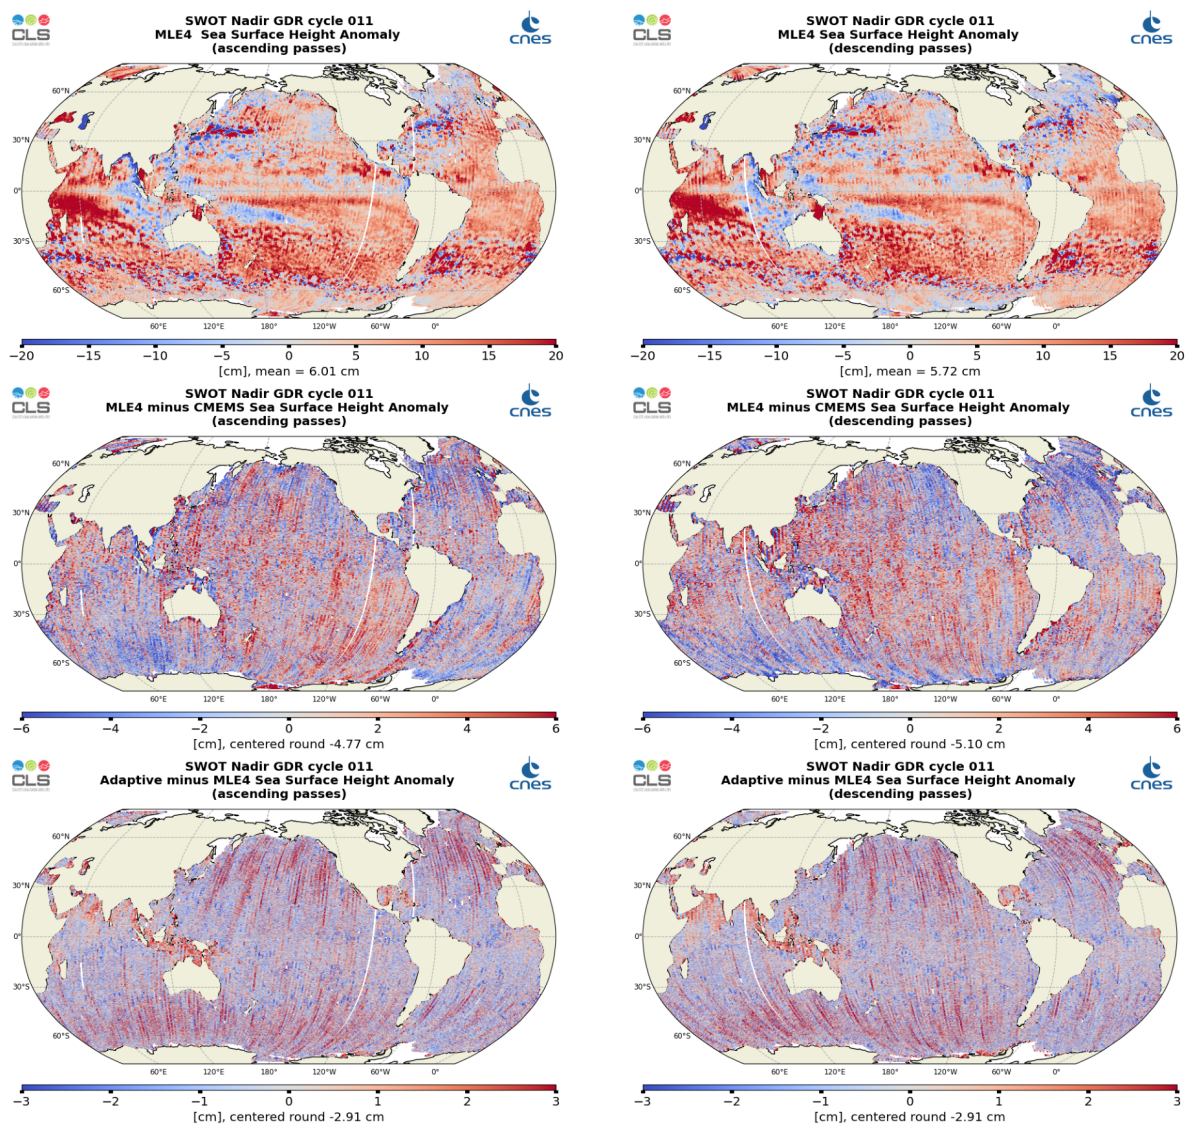 SWOT Nadir GDR cycle 011
MLE4  Sea Surface Height Anomaly
(ascending passes)
CLS
cnes
60°N
30°N
0°
30°S
60°S
60°E 120°E 180° 120°W 60°W 0°
−20 −15 −10 −5 0 5 10 15 20
[cm], mean = 6.01 cm
SWOT Nadir GDR cycle 011
MLE4 Sea Surface Height Anomaly
(descending passes)
CLS
cnes
60°N
30°N
0°
30°S
60°S
60°E 120°E 180° 120°W 60°W 0°
−20 −15 −10 −5 0 5 10 15 20
[cm], mean = 5.72 cm
SWOT Nadir GDR cycle 011
MLE4 minus CMEMS Sea Surface Height Anomaly
(ascending passes)
CLS
cnes
60°N
30°N
0°
30°S
60°S
60°E 120°E 180° 120°W 60°W 0°
−6 −4 −2 0 2 4 6
[cm], centered round -4.77 cm
SWOT Nadir GDR cycle 011
MLE4 minus CMEMS Sea Surface Height Anomaly
(descending passes)
CLS
cnes
60°N
30°N
0°
30°S
60°S
60°E 120°E 180° 120°W 60°W 0°
−6 −4 −2 0 2 4 6
[cm], centered round -5.10 cm
SWOT Nadir GDR cycle 011
Adaptive minus MLE4 Sea Surface Height Anomaly
(ascending passes)
CLS
cnes
60°N
30°N
0°
30°S
60°S
60°E 120°E 180° 120°W 60°W 0°
−3 −2 −1 0 1 2 3
[cm], centered round -2.91 cm
SWOT Nadir GDR cycle 011
Adaptive minus MLE4 Sea Surface Height Anomaly
(descending passes)
CLS
cnes
60°N
30°N
0°
30°S
60°S
60°E 120°E 180° 120°W 60°W 0°
−3 −2 −1 0 1 2 3
[cm], centered round -2.91 cm